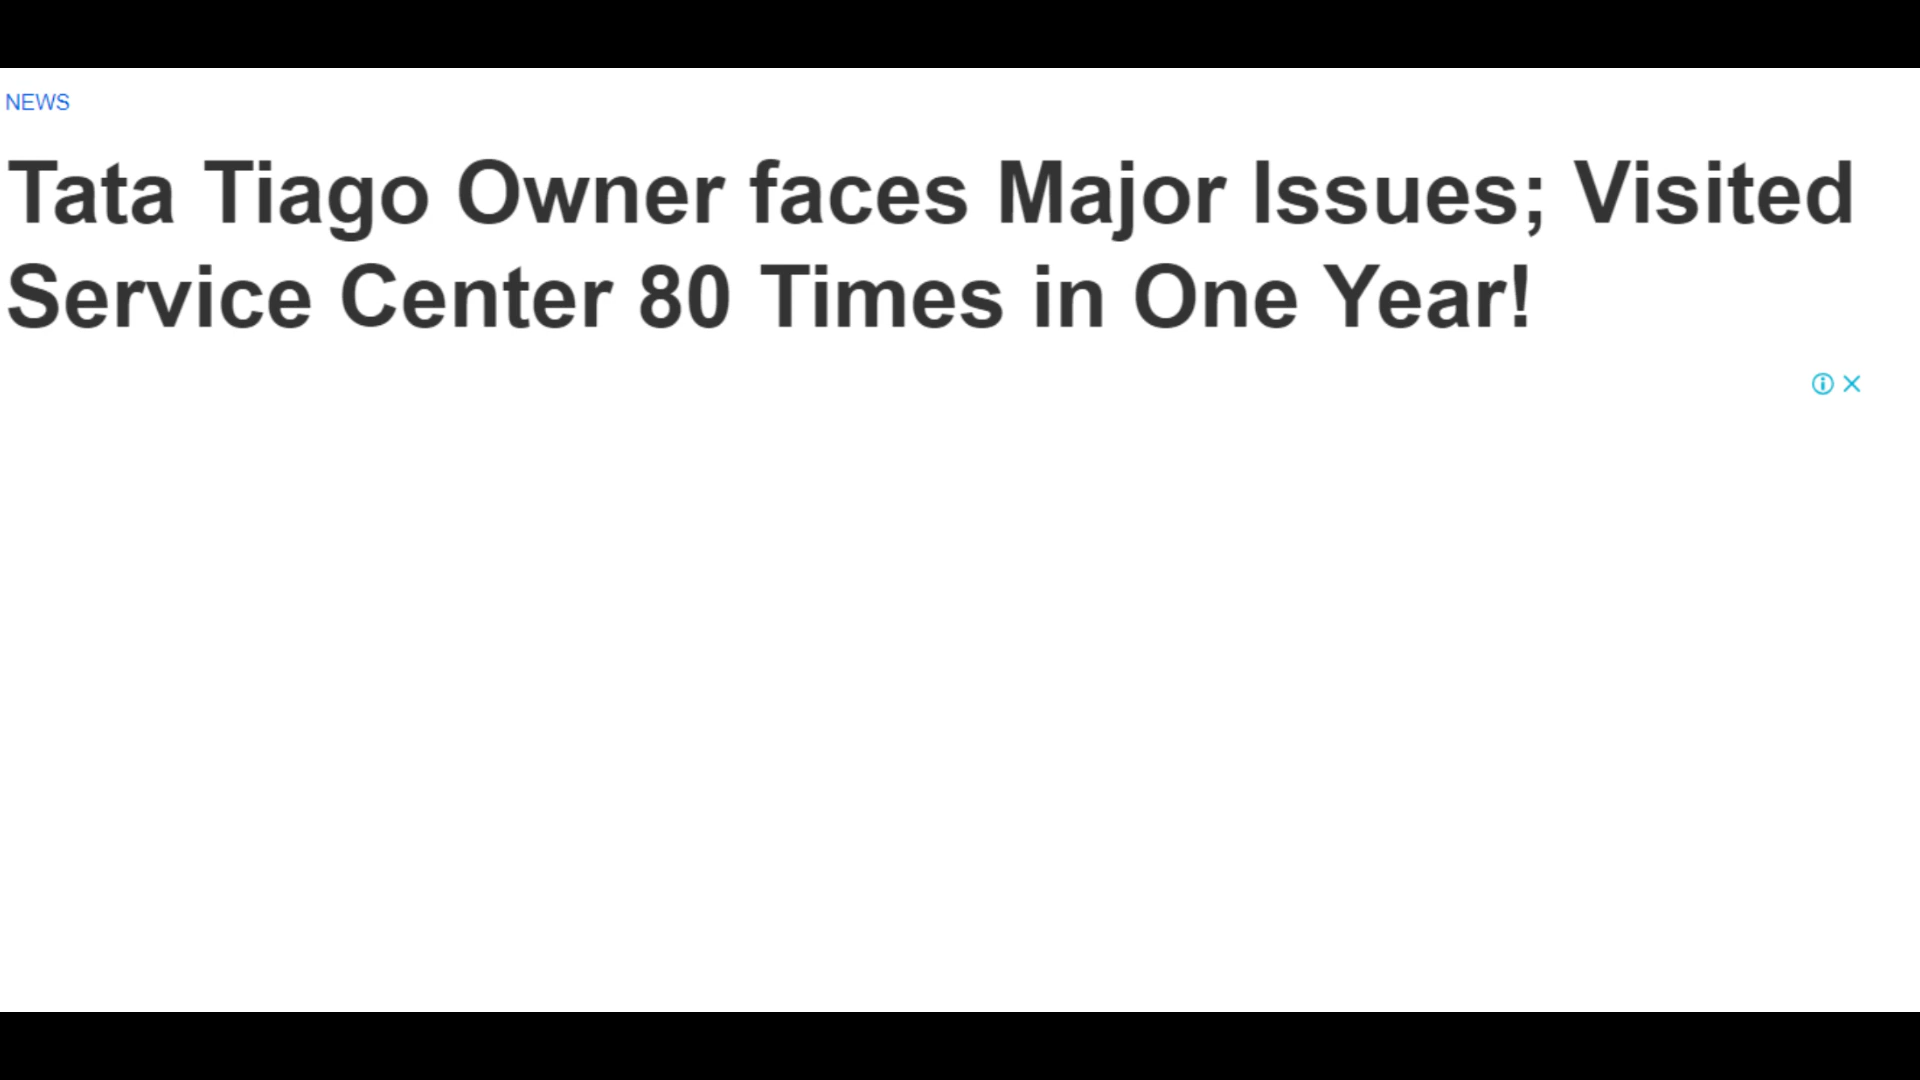 NEWS
Tata Tiago Owner faces Major Issues; Visited
Service Center 80 Times in One Year!